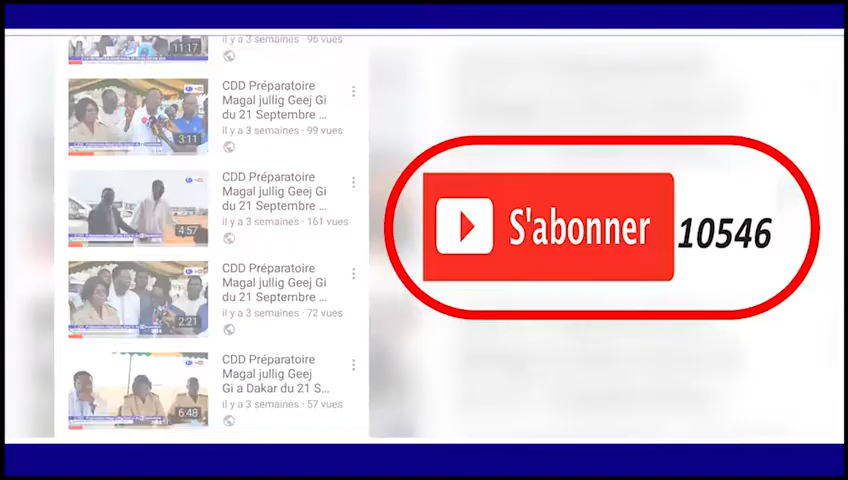 11:17
il y a 3 semaines · 96 vues
CDD Préparatoire
Magal jullig Geej Gi
du 21 Septembre ...
il y a 3 semaines · 99 vues
3:11
CDD Préparatoire
Magal jullig Geej Gi
du 21 Septembre ...
il y a 3 semaines · 161 vues
4:57
CDD Préparatoire
Magal jullig Geej Gi
du 21 Septembre ...
il y a 3 semaines · 72 vues
2:21
CDD Préparatoire
Magal jullig Geej
Gi a Dakar du 21 S...
il y a 3 semaines · 57 vues
6:48
S'abonner 10546